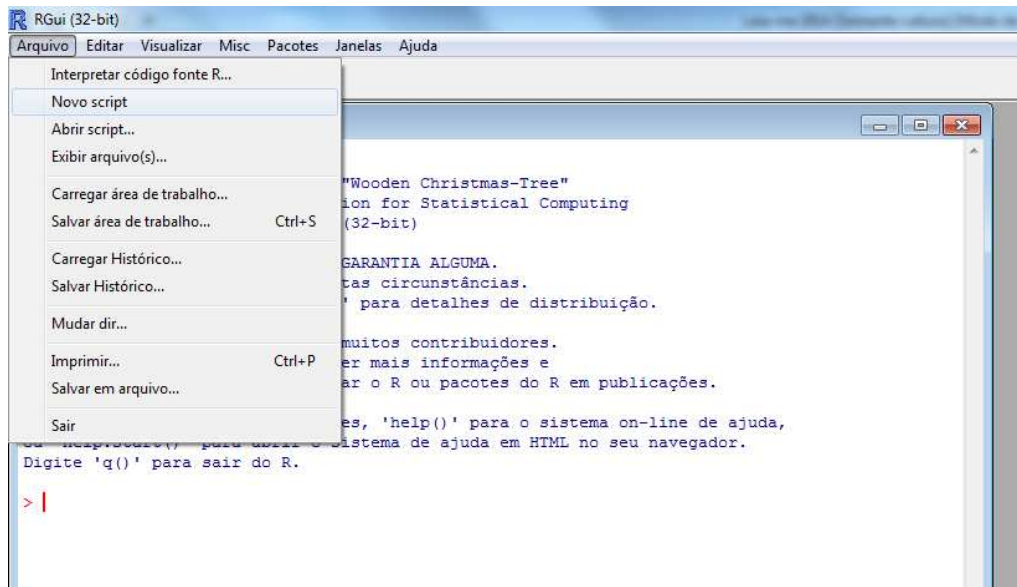 RGui (32-bit)
Arquivo Editar Visualizar Misc Pacotes Janelas Ajuda
Interpretar código fonte R...
Novo script
Abrir script...
Exibir arquivo(s)...
Carregar área de trabalho...
Salvar área de trabalho... Ctrl+S
Carregar Histórico...
Salvar Histórico...
Mudar dir...
Imprimir... Ctrl+P
Salvar em arquivo...
Sair
"Wooden Christmas-Tree"
ion for Statistical Computing
(32-bit)
GARANTIA ALGUMA.
tas circunstâncias.
' para detalhes de distribuição.
muitos contribuidores.
er mais informações e
ar o R ou pacotes do R em publicações.
es, 'help()' para o sistema on-line de ajuda,
sistema de ajuda em HTML no seu navegador.
Digite 'q()' para sair do R.
>